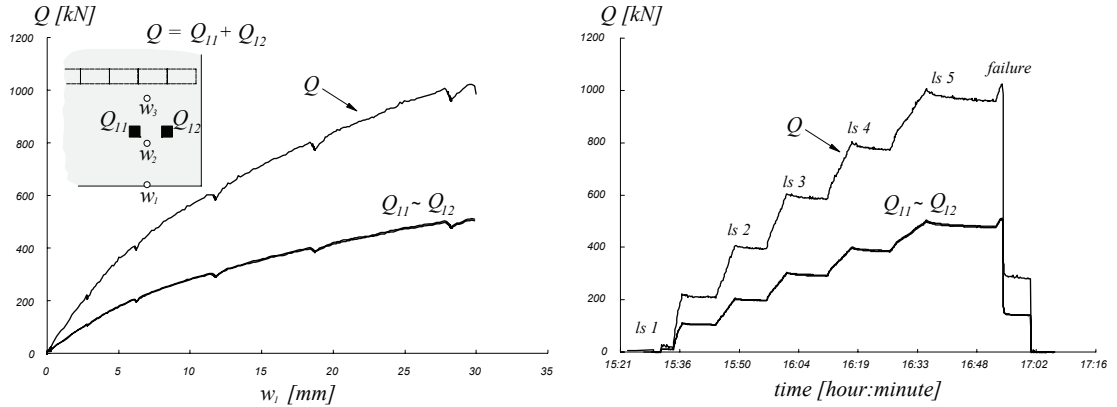 Q [kN]
1200
1000
800
600
400
200
0
Q = Q11 + Q12
w3
Q11
Q12
w2
w1
Q
Q11 ~ Q12
0
5
10
15
20
25
30
35
w1 [mm]
Q [kN]
1200
1000
800
600
400
200
0
ls 1
ls 2
ls 3
ls 4
ls 5
failure
Q
Q11 ~ Q12
15:21
15:36
15:50
16:04
16:19
16:33
16:48
17:02
17:16
time [hour:minute]